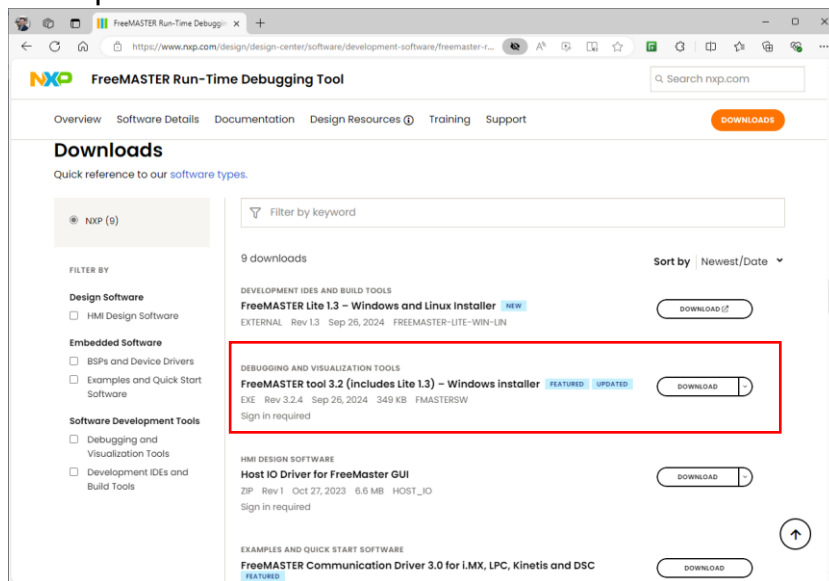 FreeMASTER Run-Time Debuggin
https://www.nxp.com/design/design-center/software/development-software/freemaster-r...
NXP
FreeMASTER Run-Time Debugging Tool
Search nxp.com
Overview Software Details Documentation Design Resources Training Support
DOWNLOADS
Downloads
Quick reference to our software types.
NXP (9)
Filter by keyword
9 downloads
Sort by Newest/Date
FILTER BY
Design Software
HMI Design Software
Embedded Software
BSPs and Device Drivers
Examples and Quick Start
Software
Software Development Tools
Debugging and
Visualization Tools
Development IDEs and
Build Tools
DEVELOPMENT IDES AND BUILD TOOLS
FreeMASTER Lite 1.3 – Windows and Linux Installer NEW
EXTERNAL Rev 1.3 Sep 26, 2024 FREEMASTER-LITE-WIN-LIN
DOWNLOAD
DEBUGGING AND VISUALIZATION TOOLS
FreeMASTER tool 3.2 (includes Lite 1.3) – Windows installer FEATURED UPDATED
EXE Rev 3.2.4 Sep 26, 2024 349 KB FMASTERSW
Sign in required
DOWNLOAD
HMI DESIGN SOFTWARE
Host IO Driver for FreeMaster GUI
ZIP Rev 1 Oct 27, 2023 6.6 MB HOST_IO
Sign in required
DOWNLOAD
EXAMPLES AND QUICK START SOFTWARE
FreeMASTER Communication Driver 3.0 for i.MX, LPC, Kinetis and DSC
FEATURED
DOWNLOAD